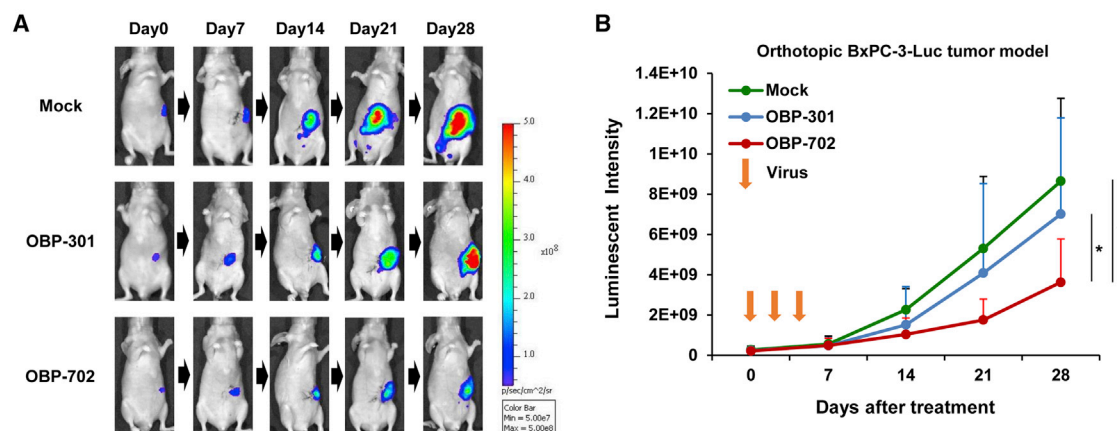 A
Day0 Day7 Day14 Day21 Day28
Mock
OBP-301
OBP-702
5.0
4.0
3.0
x10⁸
2.0
1.0
p/sec/cm^2/sr
Color Bar
Min = 5.00e7
Max = 5.00e8
B
Orthotopic BxPC-3-Luc tumor model
Luminescent Intensity
1.4E+10
1.2E+10
1E+10
8E+09
6E+09
4E+09
2E+09
0
Mock
OBP-301
OBP-702
Virus
*
0 7 14 21 28
Days after treatment